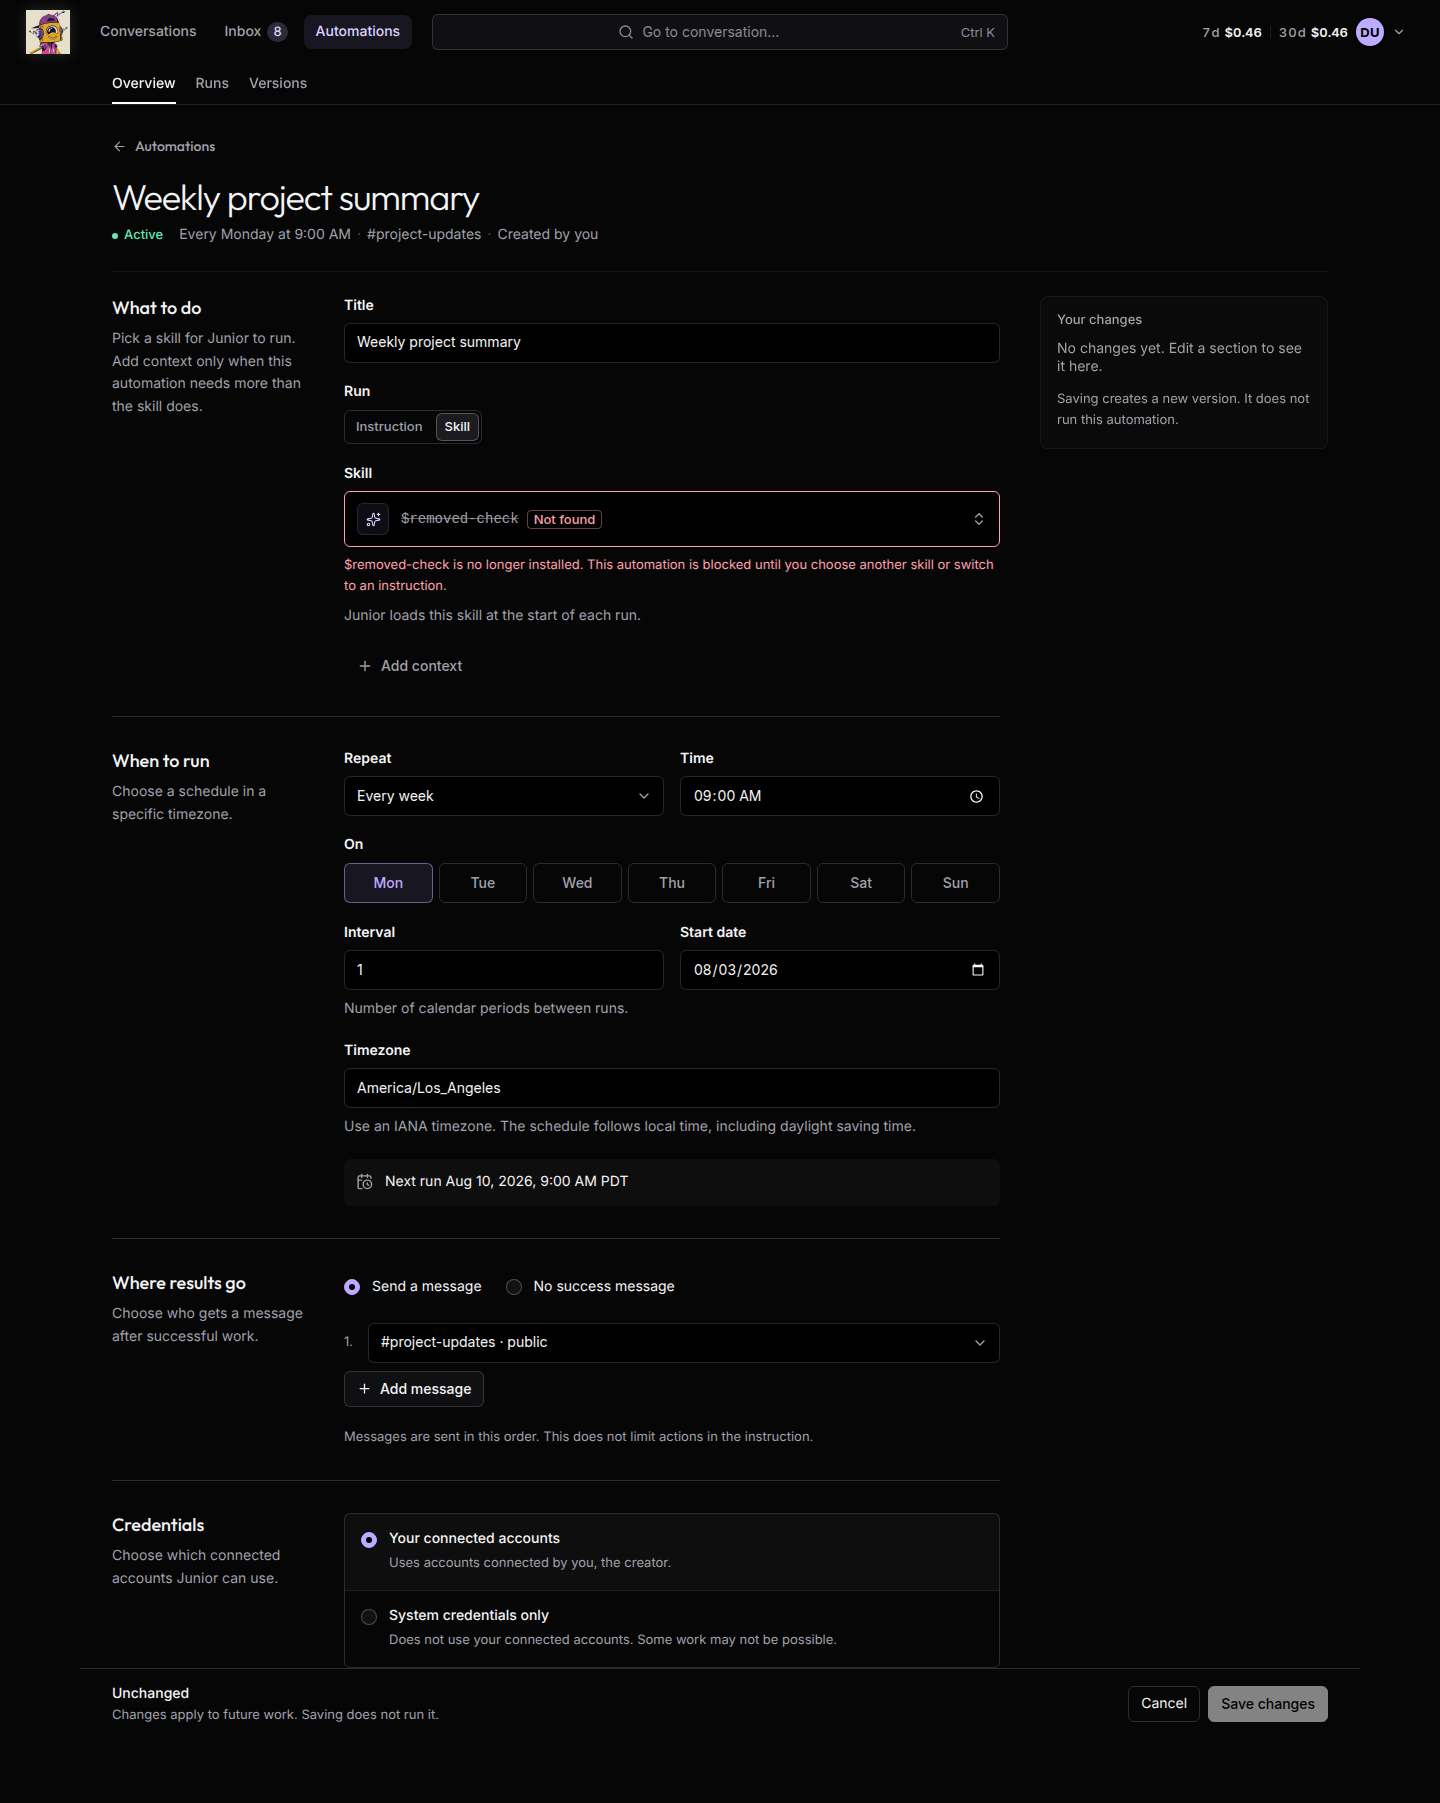 Conversations
Inbox 8
Automations
Go to conversation...
Ctrl K
7d $0.46
30d $0.46
DU
Overview
Runs
Versions
Automations
Weekly project summary
Active Every Monday at 9:00 AM · #project-updates · Created by you
What to do
Pick a skill for Junior to run.
Add context only when this
automation needs more than
the skill does.
Title
Weekly project summary
Run
Instruction
Skill
Skill
$removed-check Not found
$removed-check is no longer installed. This automation is blocked until you choose another skill or switch
to an instruction.
Junior loads this skill at the start of each run.
Add context
Your changes
No changes yet. Edit a section to see
it here.
Saving creates a new version. It does not
run this automation.
When to run
Choose a schedule in a
specific timezone.
Repeat
Every week
Time
09:00 AM
On
Mon
Tue
Wed
Thu
Fri
Sat
Sun
Interval
1
Number of calendar periods between runs.
Start date
08/03/2026
Timezone
America/Los_Angeles
Use an IANA timezone. The schedule follows local time, including daylight saving time.
Next run Aug 10, 2026, 9:00 AM PDT
Where results go
Choose who gets a message
after successful work.
Send a message
No success message
1. #project-updates · public
Add message
Messages are sent in this order. This does not limit actions in the instruction.
Credentials
Choose which connected
accounts Junior can use.
Your connected accounts
Uses accounts connected by you, the creator.
System credentials only
Does not use your connected accounts. Some work may not be possible.
Unchanged
Changes apply to future work. Saving does not run it.
Cancel
Save changes